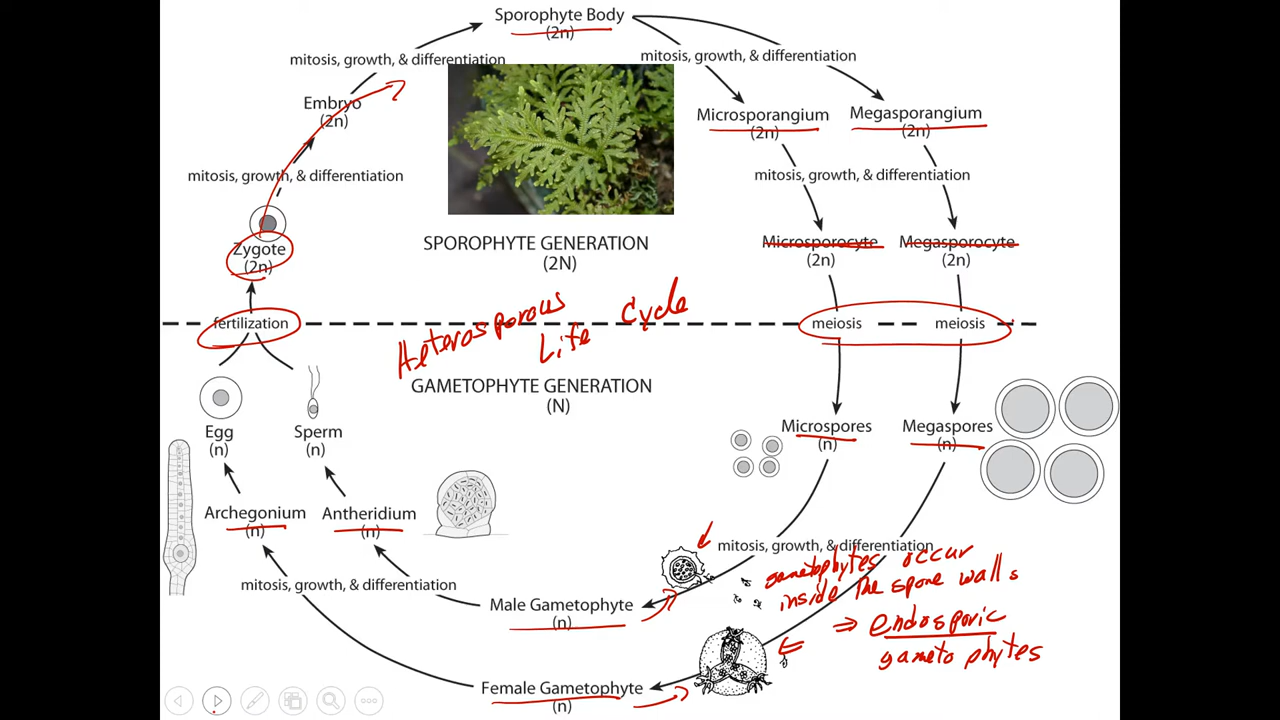 Sporophyte Body
(2n)
mitosis, growth, & differentiation
mitosis, growth, & differentiation
Embryo
(2n)
Microsporangium
(2n)
Megasporangium
(2n)
mitosis, growth, & differentiation
mitosis, growth, & differentiation
Zygote
(2n)
SPOROPHYTE GENERATION
(2N)
Microsporocyte
(2n)
Megasporocyte
(2n)
fertilization
meiosis
meiosis
Heterosporous
Life Cycle
GAMETOPHYTE GENERATION
(N)
Egg
(n)
Sperm
(n)
Microspores
(n)
Megaspores
(n)
Archegonium
(n)
Antheridium
(n)
mitosis, growth, & differentiation
gametophytes occur
inside the spore walls
⇒ endosporic
gametophytes
mitosis, growth, & differentiation
Male Gametophyte
(n)
Female Gametophyte
(n)